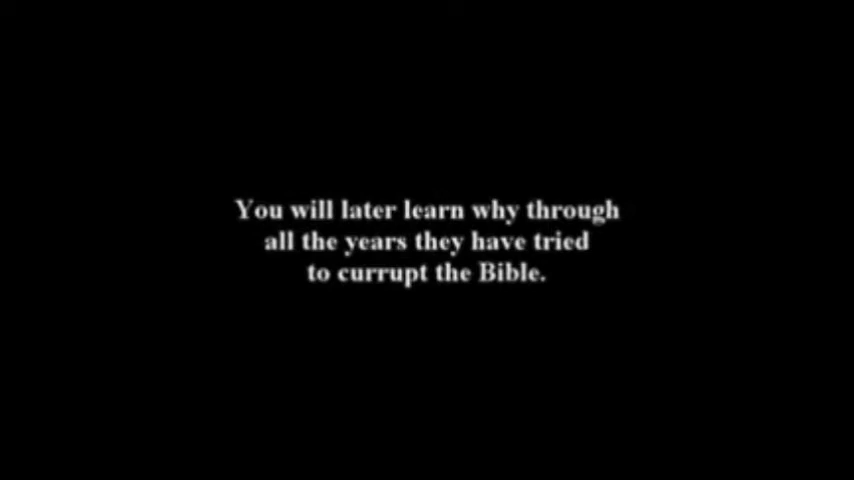 You will later learn why through
all the years they have tried
to currupt the Bible.